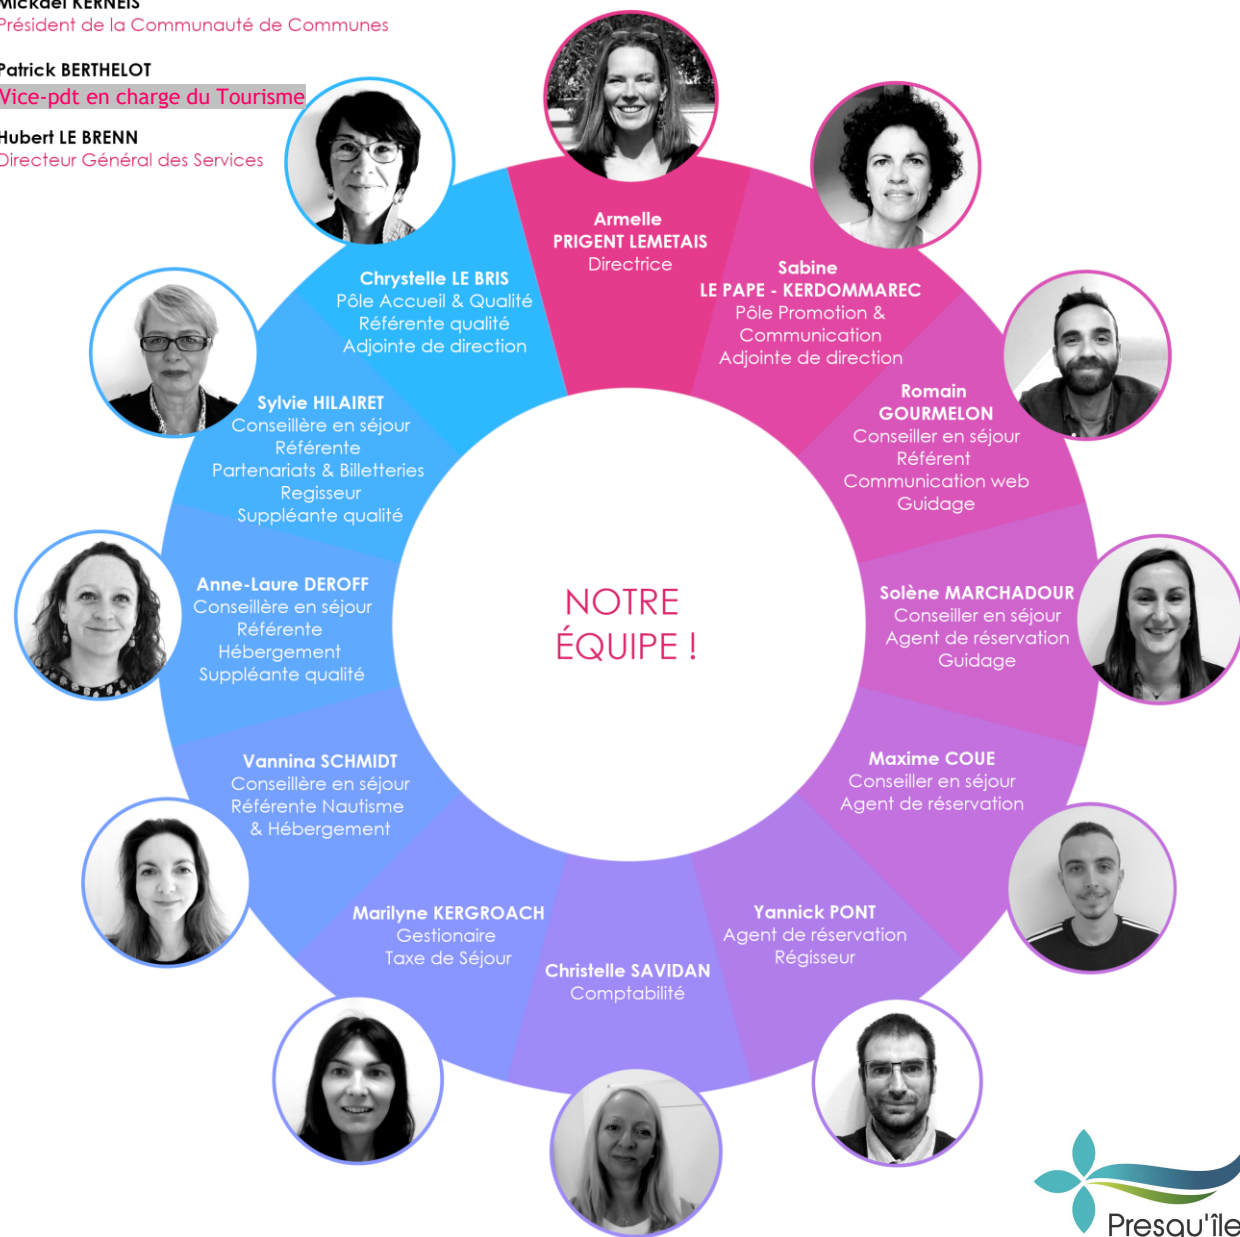 Mickaël KERNEIS
Président de la Communauté de Communes
Patrick BERTHELOT
Vice-pdt en charge du Tourisme
Hubert LE BRENN
Directeur Général des Services
Armelle
PRIGENT LEMETAIS
Directrice
Sabine
LE PAPE - KERDOMMAREC
Pôle Promotion &
Communication
Adjointe de direction
Romain
GOURMELON
Conseiller en séjour
Référent
Communication web
Guidage
Solène MARCHADOUR
Conseiller en séjour
Agent de réservation
Guidage
Maxime COUE
Conseiller en séjour
Agent de réservation
Yannick PONT
Agent de réservation
Régisseur
Christelle SAVIDAN
Comptabilité
Marilyne KERGROACH
Gestionaire
Taxe de Séjour
Vannina SCHMIDT
Conseillère en séjour
Référente Nautisme
& Hébergement
Anne-Laure DEROFF
Conseillère en séjour
Référente
Hébergement
Suppléante qualité
Sylvie HILAIRET
Conseillère en séjour
Référente
Partenariats & Billetteries
Regisseur
Suppléante qualité
Chrystelle LE BRIS
Pôle Accueil & Qualité
Référente qualité
Adjointe de direction
NOTRE
ÉQUIPE !
Presqu'île